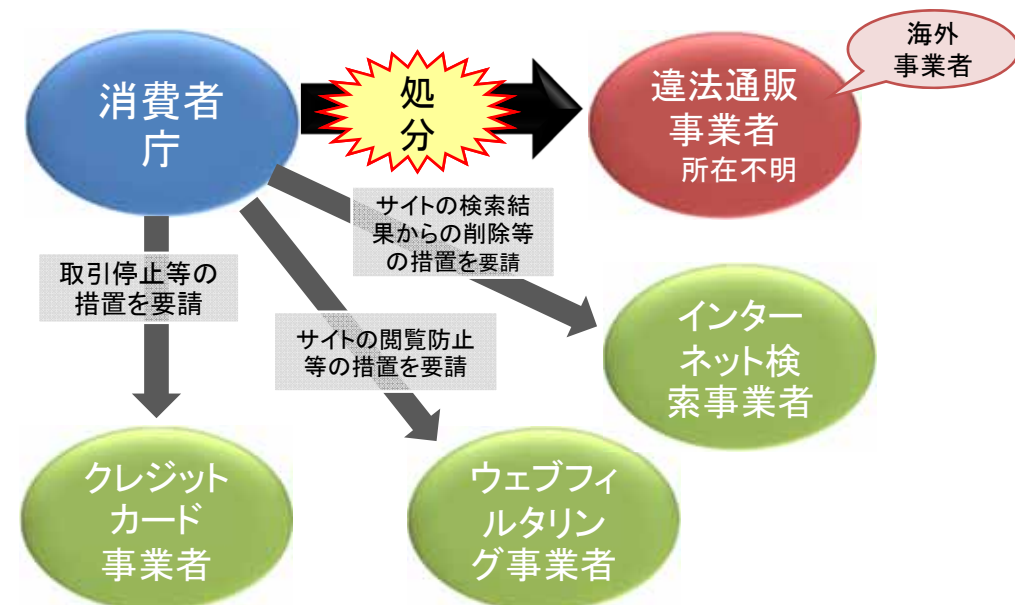 消費者
庁
処
分
違法通販
事業者
所在不明
海外
事業者
サイトの検索結
果からの削除等
の措置を要請
取引停止等の
措置を要請
サイトの閲覧防止
等の措置を要請
インター
ネット検
索事業者
クレジット
カード
事業者
ウェブフィ
ルタリン
グ事業者